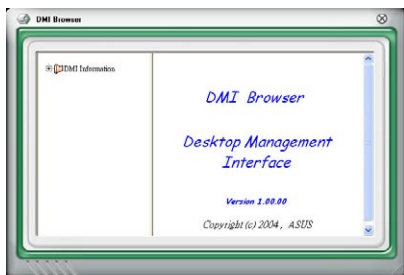 DMI Browser
DMI Information
DMI Browser
Desktop Management
Interface
Version 1.00.00
Copyright (c) 2004 , ASUS